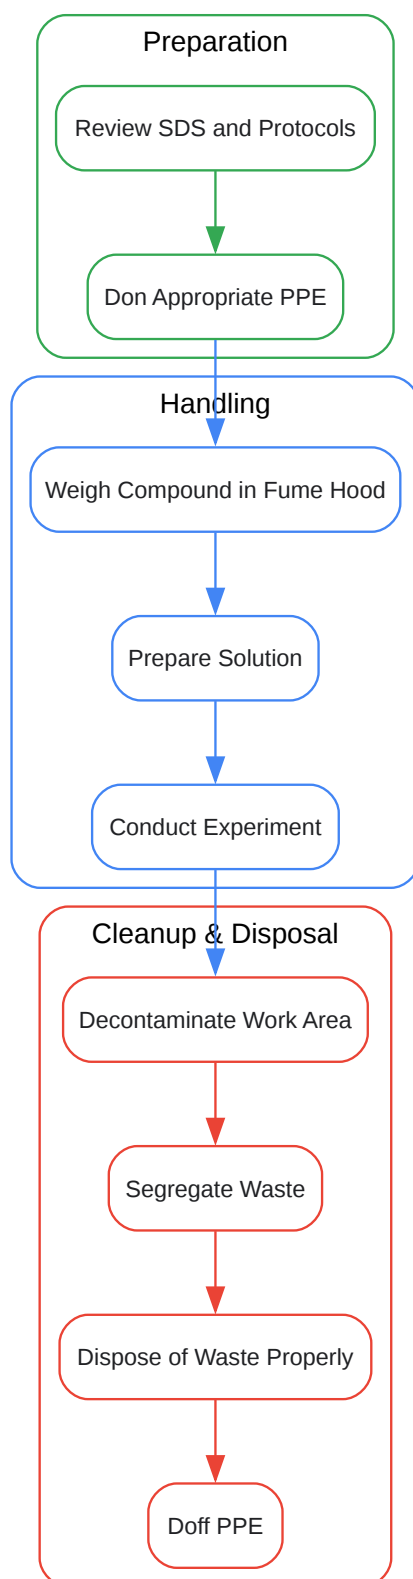 Preparation
Review SDS and Protocols
Don Appropriate PPE
Handling
Weigh Compound in Fume Hood
Prepare Solution
Conduct Experiment
Cleanup & Disposal
Decontaminate Work Area
Segregate Waste
Dispose of Waste Properly
Doff PPE